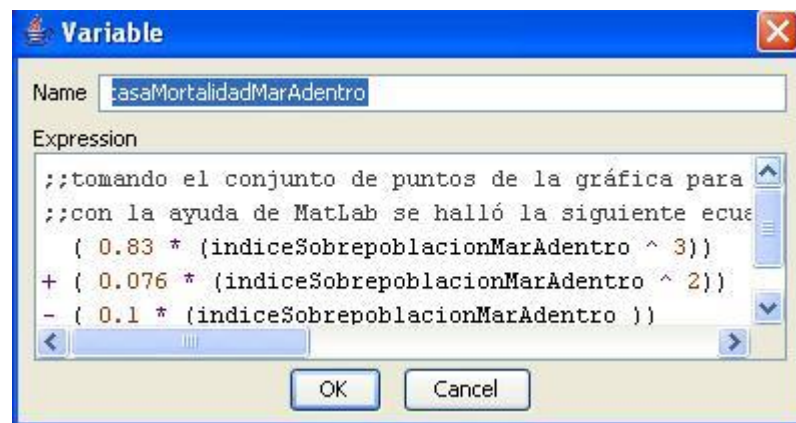 Variable
Name
tasaMortalidadMarAdentro
Expression
;;tomando el conjunto de puntos de la gráfica para
;;con la ayuda de MatLab se halló la siguiente
( 0.83 * (indiceSobrepoblacionMarAdentro ^ 3))
+ ( 0.076 * (indiceSobrepoblacionMarAdentro ^ 2))
- ( 0.1 * (indiceSobrepoblacionMarAdentro ))
OK
Cancel